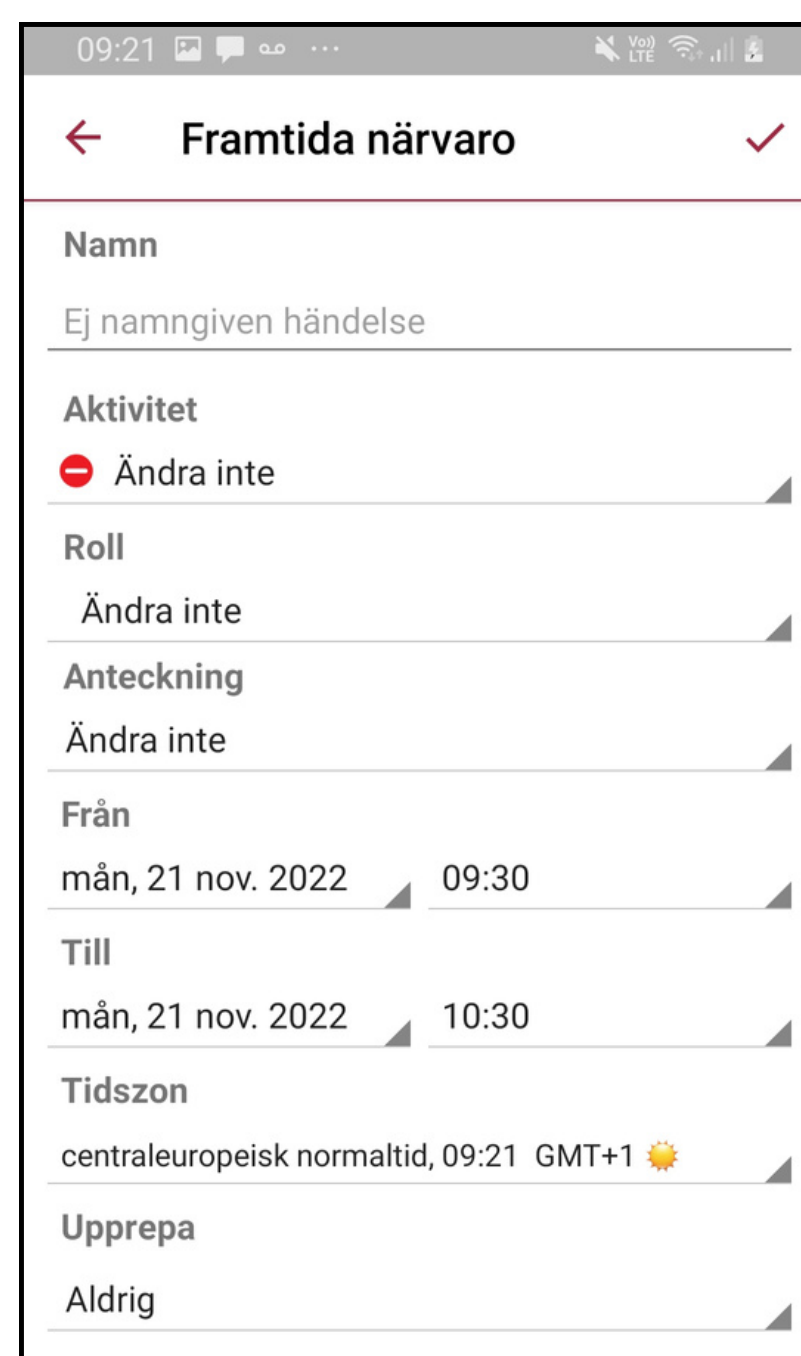 09:21
Vo)) LTE
Framtida närvaro
Namn
Ej namngiven händelse
Aktivitet
Ändra inte
Roll
Ändra inte
Anteckning
Ändra inte
Från
mån, 21 nov. 2022 09:30
Till
mån, 21 nov. 2022 10:30
Tidszon
centraleuropeisk normaltid, 09:21 GMT+1
Upprepa
Aldrig